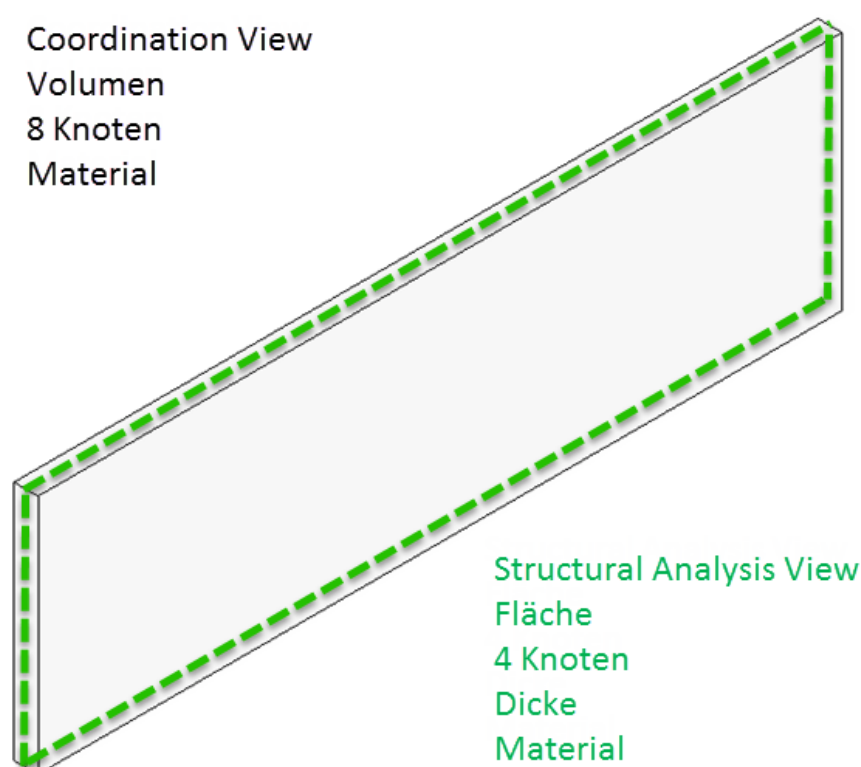 Coordination View
Volumen
8 Knoten
Material
Structural Analysis View
Fläche
4 Knoten
Dicke
Material